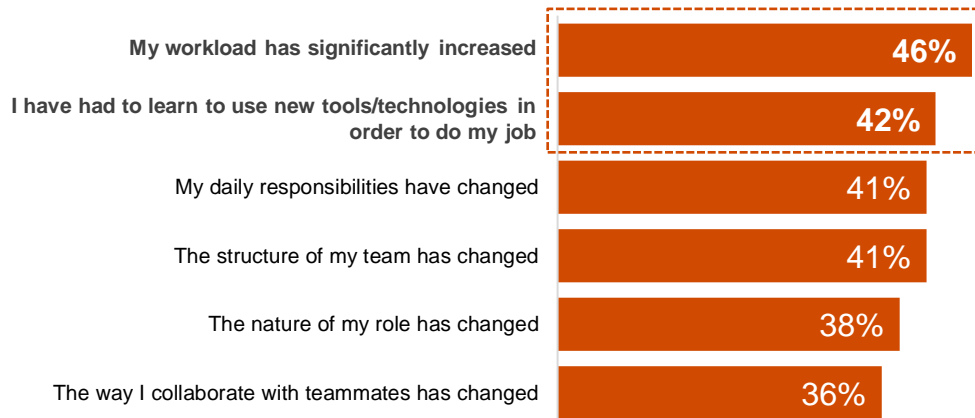 My workload has significantly increased
46%
I have had to learn to use new tools/technologies in
order to do my job
42%
My daily responsibilities have changed
41%
The structure of my team has changed
41%
The nature of my role has changed
38%
The way I collaborate with teammates has changed
36%